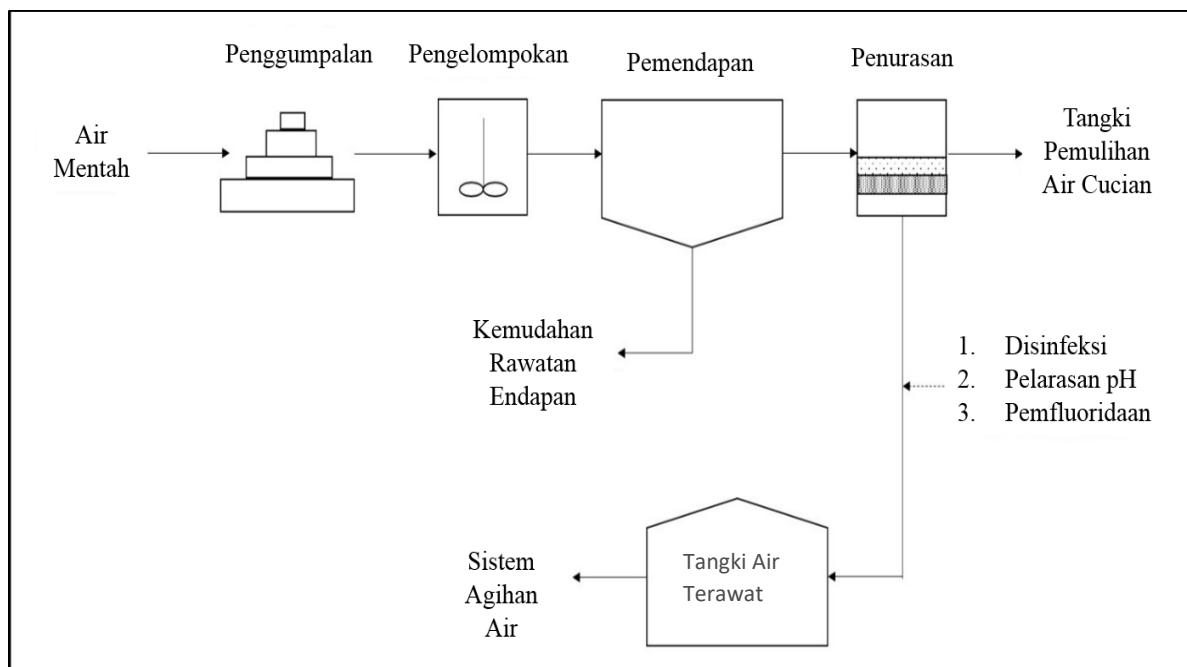 Penggumpalan
Pengelompokan
Pemendapan
Penurasan
Air
Mentah
Tangki
Pemulihan
Air Cucian
Kemudahan
Rawatan
Endapan
1. Disinfeksi
2. Pelarasan pH
3. Pemfluoridaan
Sistem
Agihan
Air
Tangki Air
Terawat